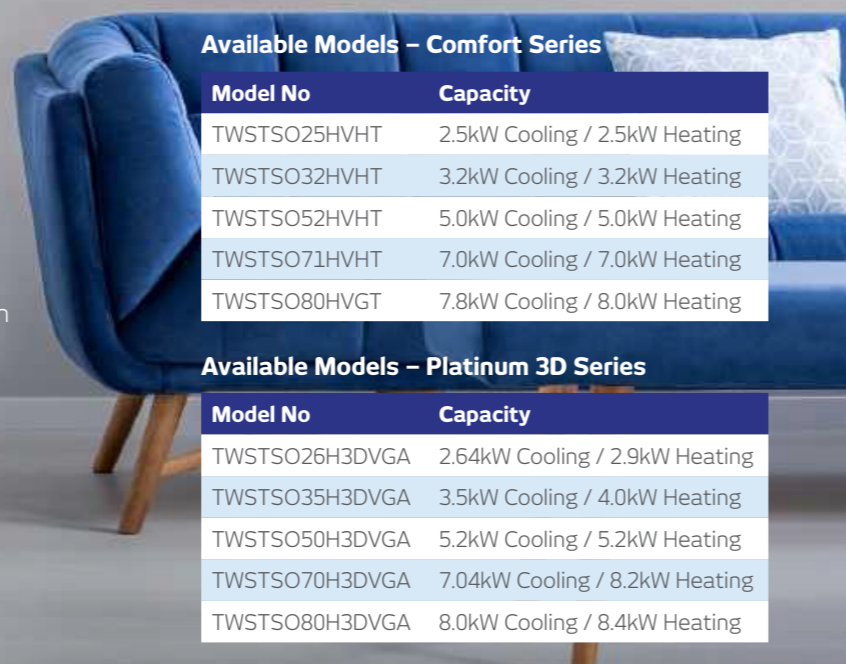 Available Models – Comfort Series
Model No Capacity
TWSTSO25HVHT 2.5kW Cooling / 2.5kW Heating
TWSTSO32HVHT 3.2kW Cooling / 3.2kW Heating
TWSTSO52HVHT 5.0kW Cooling / 5.0kW Heating
TWSTSO71HVHT 7.0kW Cooling / 7.0kW Heating
TWSTSO80HVGT 7.8kW Cooling / 8.0kW Heating
Available Models – Platinum 3D Series
Model No Capacity
TWSTSO26H3DVGA 2.64kW Cooling / 2.9kW Heating
TWSTSO35H3DVGA 3.5kW Cooling / 4.0kW Heating
TWSTSO50H3DVGA 5.2kW Cooling / 5.2kW Heating
TWSTSO70H3DVGA 7.04kW Cooling / 8.2kW Heating
TWSTSO80H3DVGA 8.0kW Cooling / 8.4kW Heating